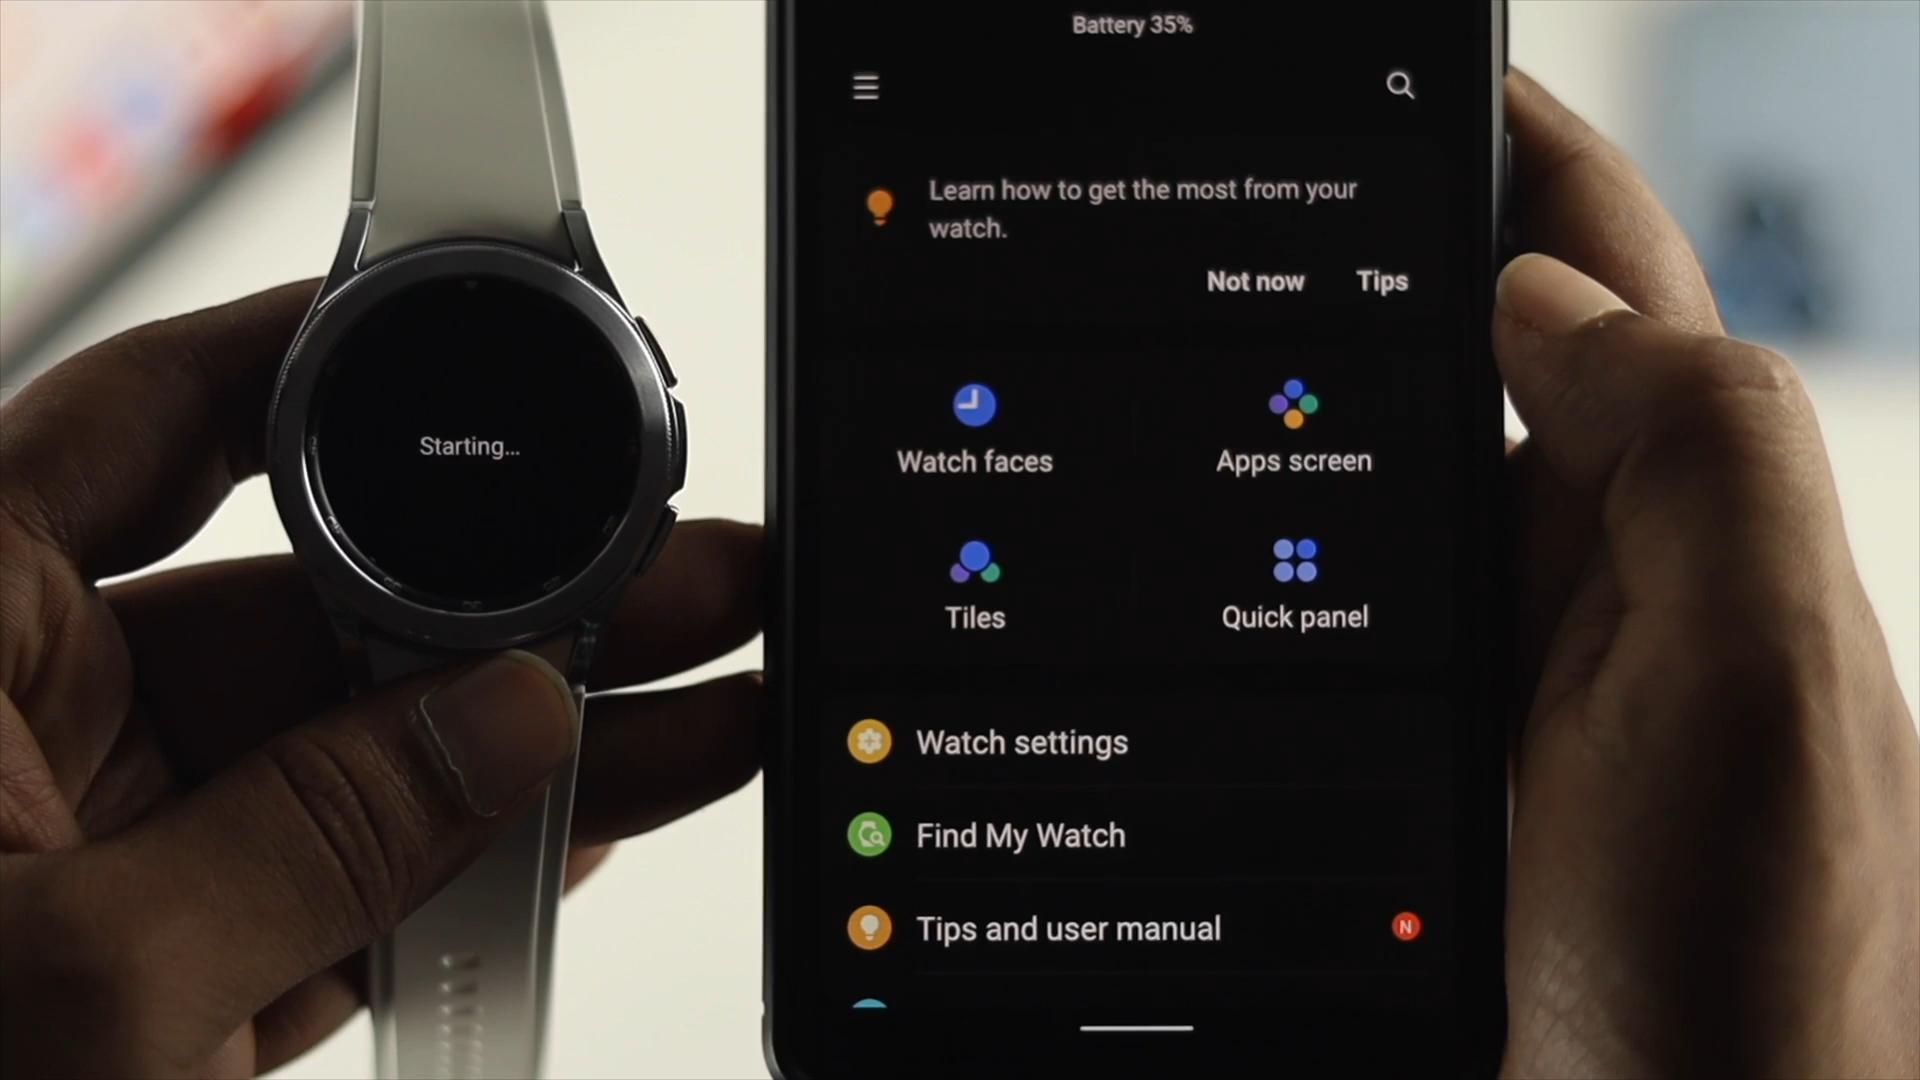 Battery 35%
Learn how to get the most from your
watch.
Not now Tips
Watch faces Apps screen
Starting...
Tiles Quick panel
Watch settings
Find My Watch
Tips and user manual N